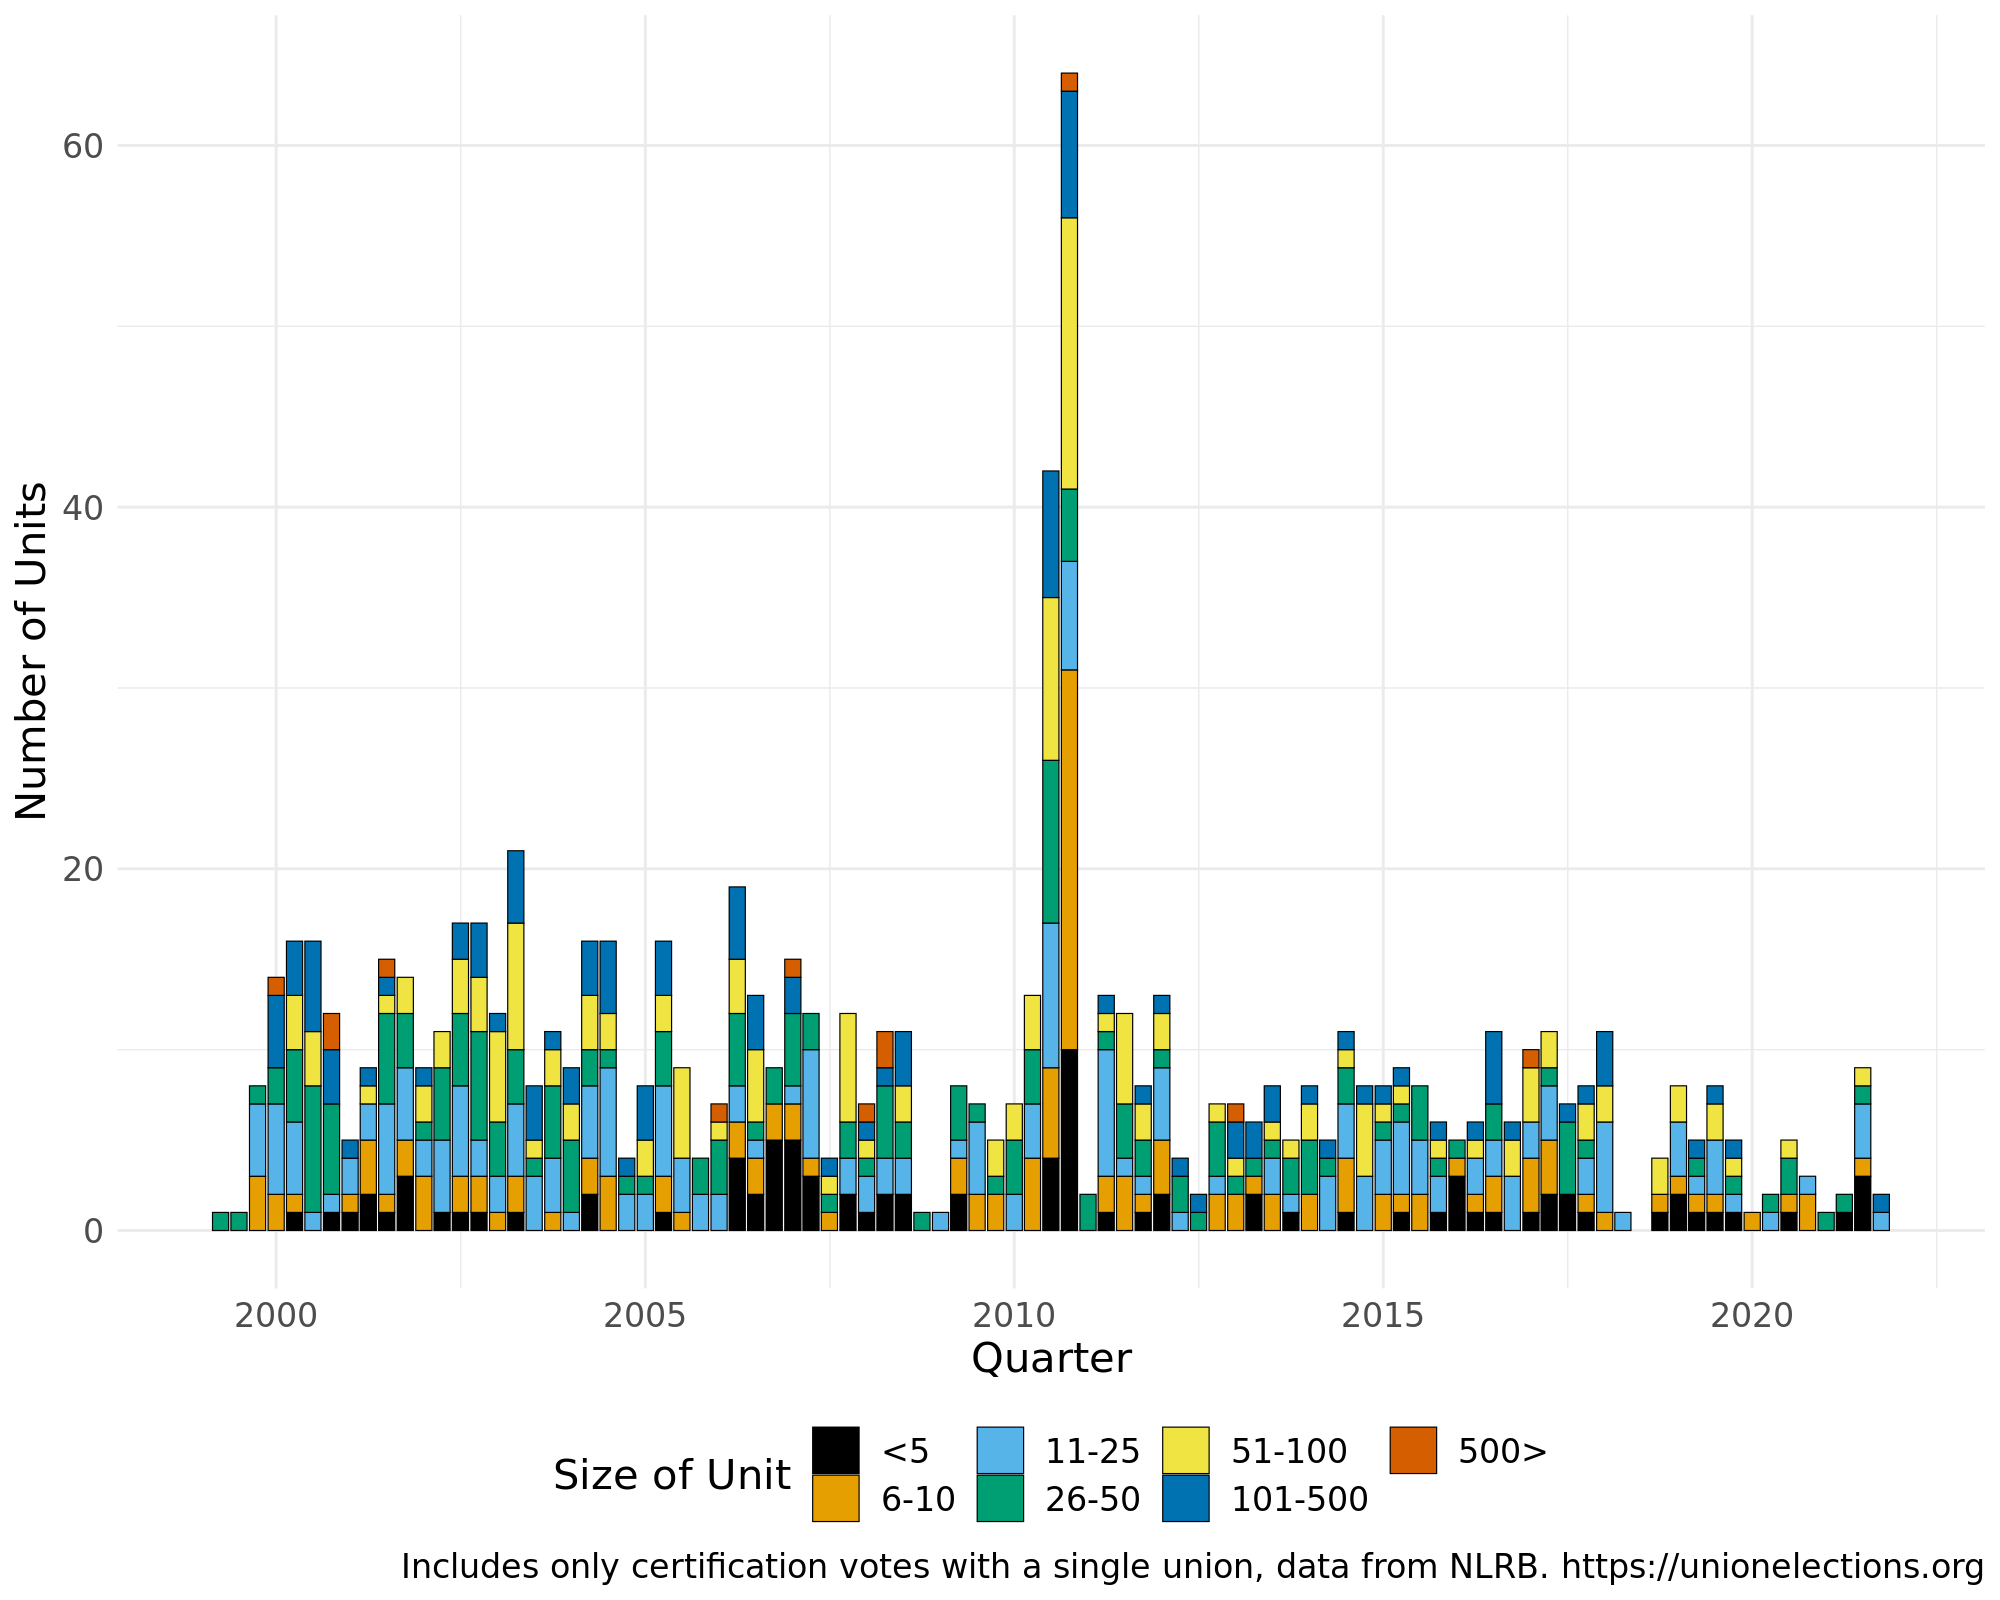 60
40
20
0
Number of Units
2000 2005 2010 2015 2020
Quarter
Size of Unit
<5 11-25 51-100 500>
6-10 26-50 101-500
Includes only certification votes with a single union, data from NLRB. https://unionelections.org